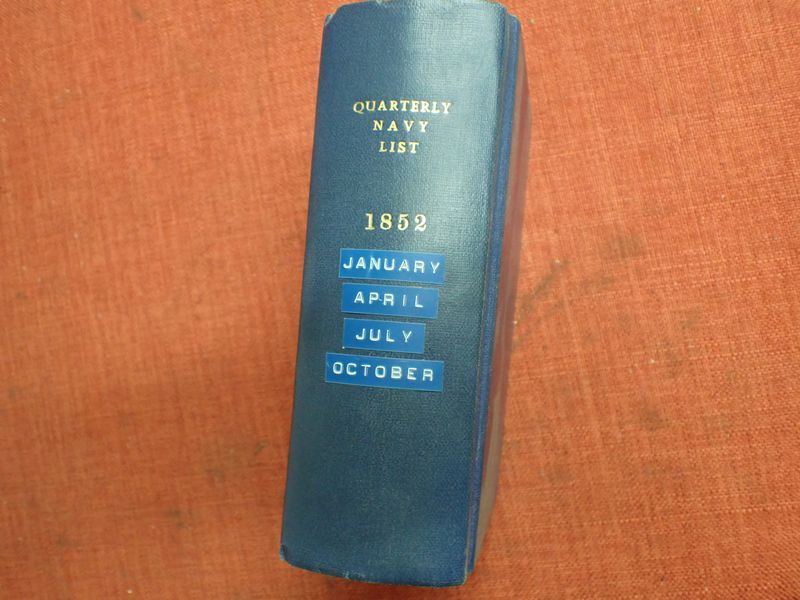 QUARTERLY
NAVY
LIST
1852
JANUARY
APRIL
JULY
OCTOBER